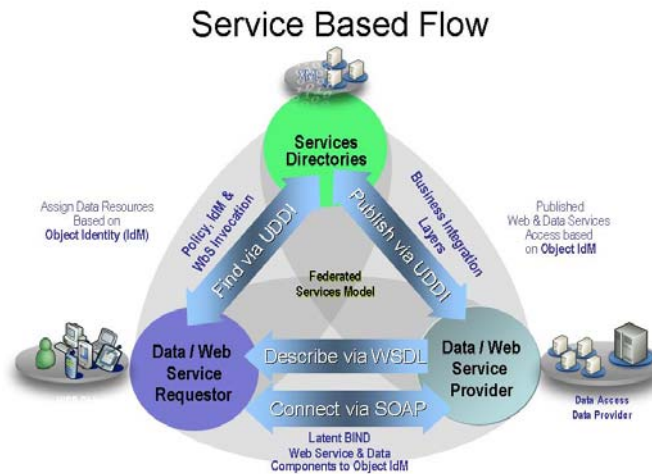 Service Based Flow
Services
Directories
Assign Data Resources
Based on
Object Identity (IdM)
Policy, IdM &
WbS Invocation
Find via UDDI
Publish via UDDI
Business Integration
Layers
Published
Web & Data Services
Access based
on Object IdM
Federated
Services Model
Data / Web
Service
Requestor
Describe via WSDL
Connect via SOAP
Data / Web
Service
Provider
Data Access
Data Provider
Latent BIND
Web Service & Data
Components to Object IdM